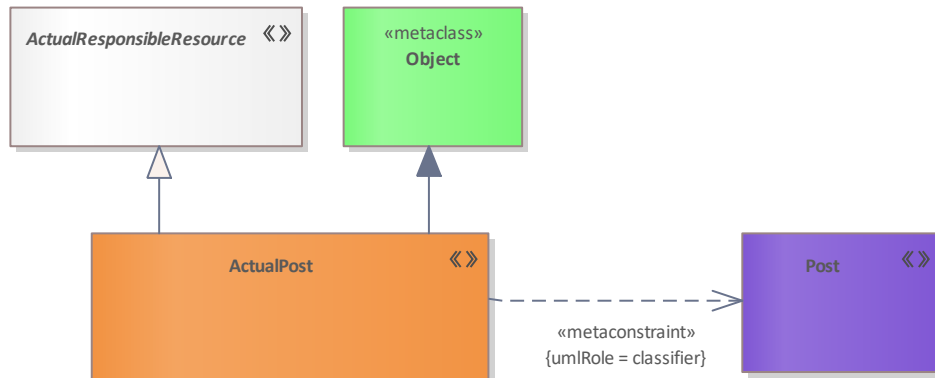 ActualResponsibleResource «»
«metaclass»
Object
ActualPost «»
Post «»
«metaconstraint»
{umlRole = classifier}